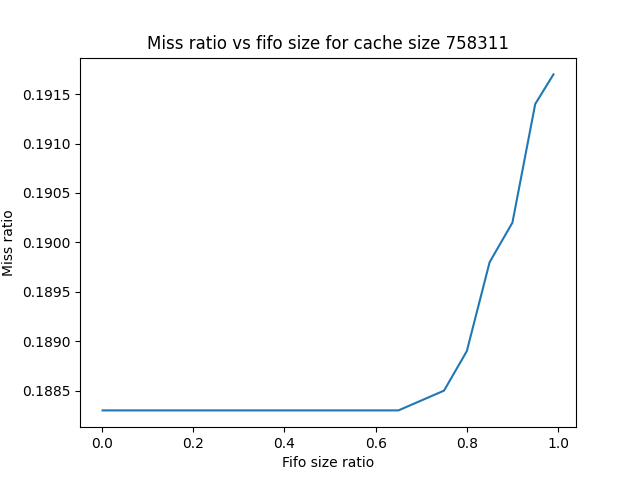 Miss ratio vs fifo size for cache size 758311
0.1915
0.1910
0.1905
0.1900
0.1895
0.1890
0.1885
Miss ratio
0.0 0.2 0.4 0.6 0.8 1.0
Fifo size ratio